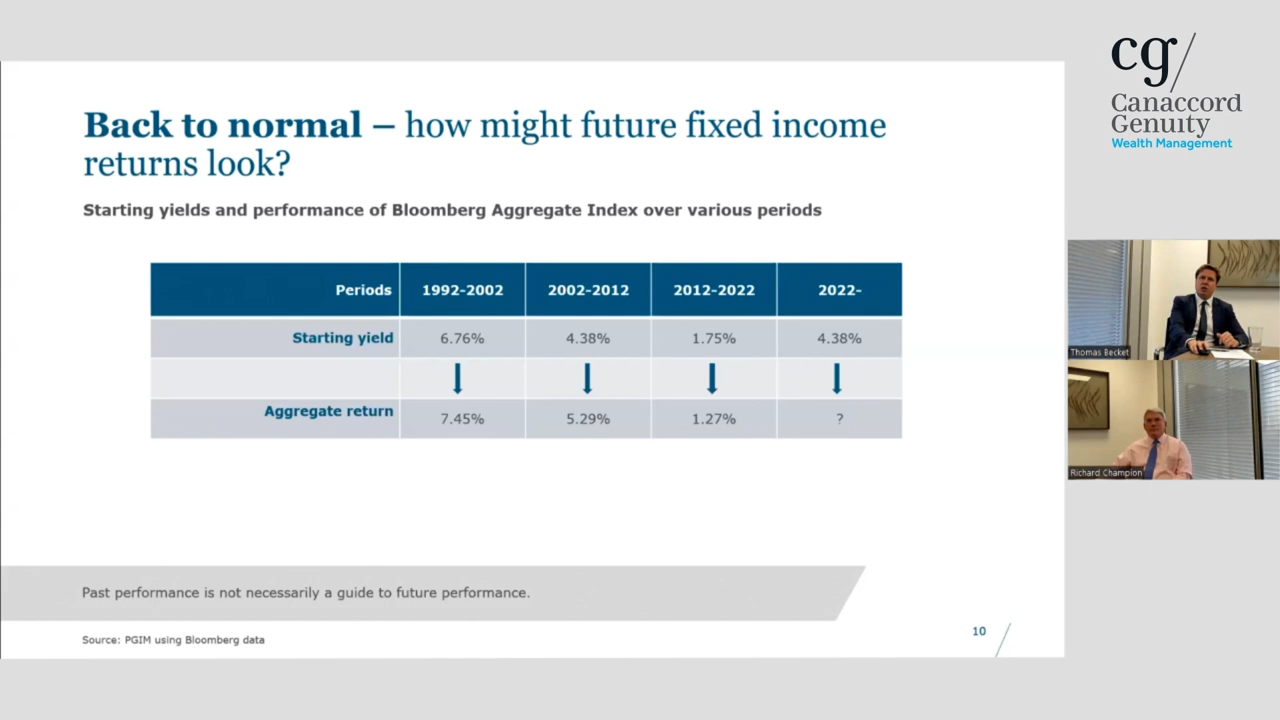 cg/
Canaccord
Genuity
Wealth Management
Back to normal – how might future fixed income
returns look?
Starting yields and performance of Bloomberg Aggregate Index over various periods
Periods 1992-2002 2002-2012 2012-2022 2022-
Starting yield 6.76% 4.38% 1.75% 4.38%
Aggregate return 7.45% 5.29% 1.27% ?
Thomas Becket
Richard Champion
Past performance is not necessarily a guide to future performance.
Source: PGIM using Bloomberg data
10